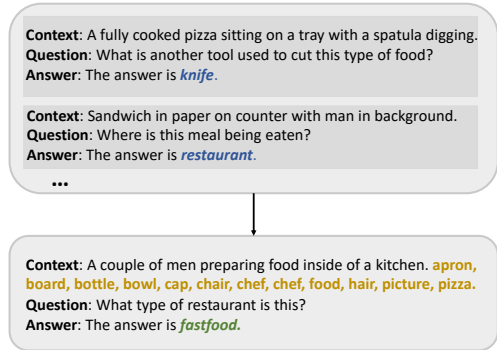 Context: A fully cooked pizza sitting on a tray with a spatula digging.
Question: What is another tool used to cut this type of food?
Answer: The answer is knife.
Context: Sandwich in paper on counter with man in background.
Question: Where is this meal being eaten?
Answer: The answer is restaurant.
...
Context: A couple of men preparing food inside of a kitchen. apron,
board, bottle, bowl, cap, chair, chef, chef, food, hair, picture, pizza.
Question: What type of restaurant is this?
Answer: The answer is fastfood.